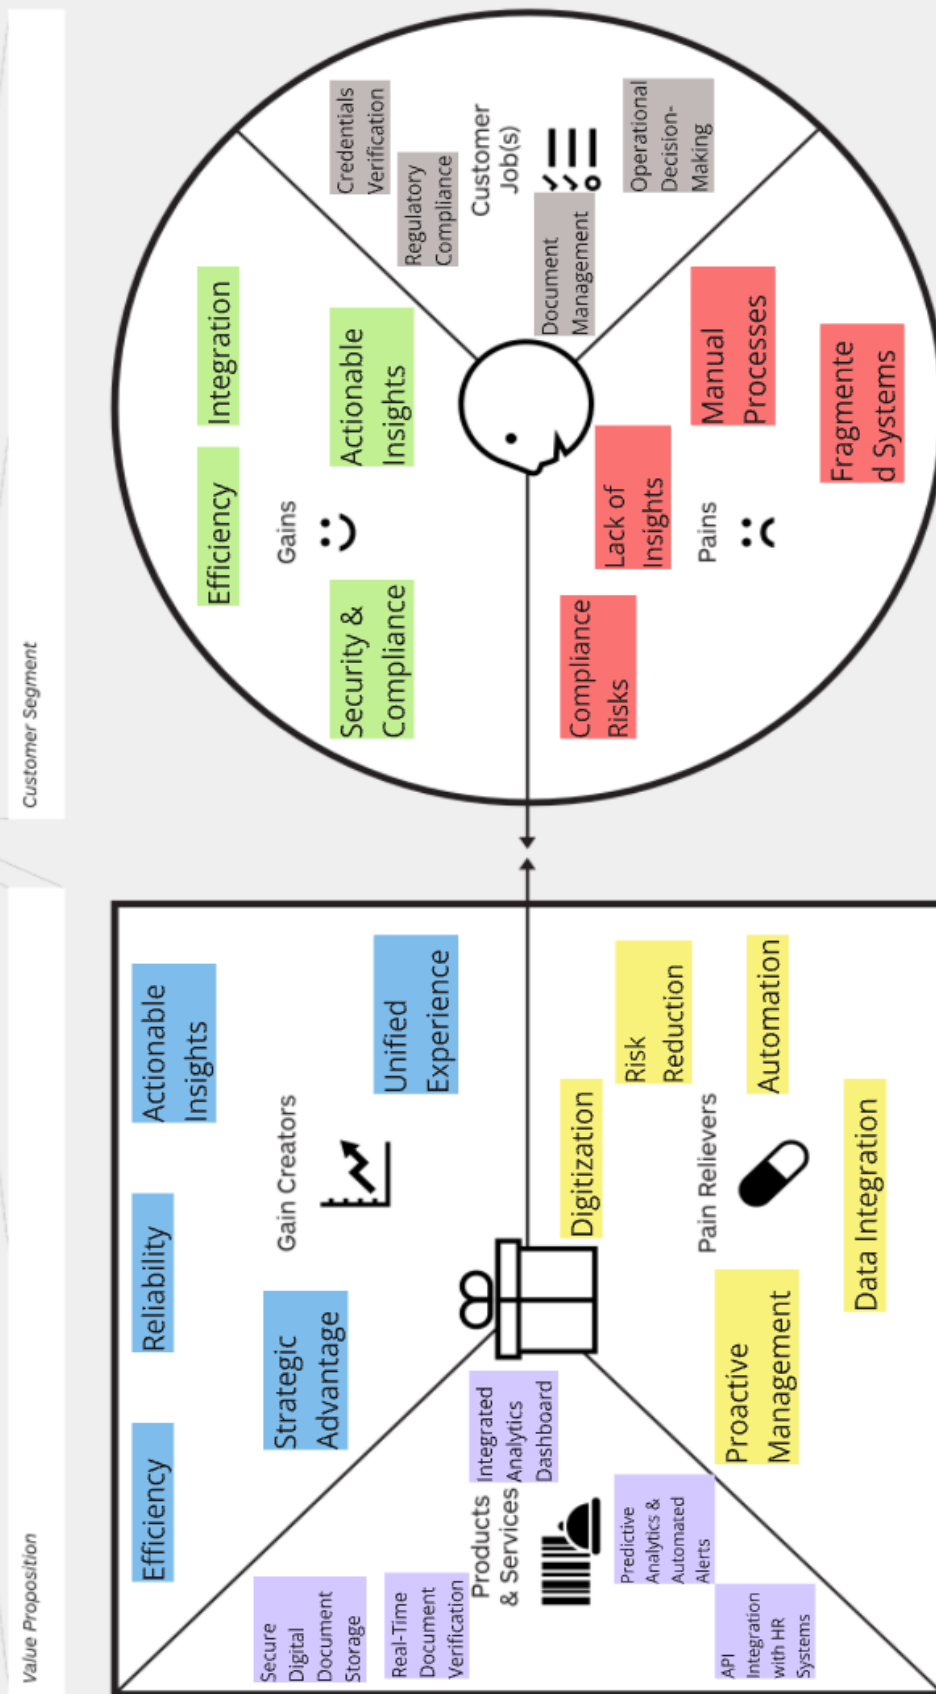 Value Proposition
Efficiency
Reliability
Actionable
Insights
Strategic
Advantage
Gain Creators
Unified
Experience
Secure
Digital
Document
Storage
Real-Time
Document
Verification
Products
& Services
Integrated
Analytics
Dashboard
Predictive
Analytics &
Automated
Alerts
API
Integration
with HR
Systems
Digitization
Risk
Reduction
Pain Relievers
Automation
Proactive
Management
Data Integration
Customer Segment
Efficiency
Integration
Gains
Security &
Compliance
Actionable
Insights
Credentials
Verification
Regulatory
Compliance
Customer
Job(s)
Document
Management
Operational
Decision-
Making
Compliance
Risks
Lack of
Insights
Pains
Manual
Processes
Fragmente
d Systems